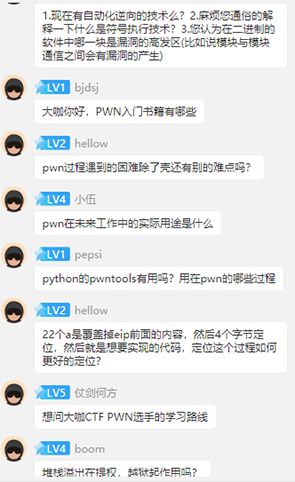 1.现在有自动化逆向的技术么？2.麻烦您通俗的解
释一下什么是符号执行技术？3.您认为在二进制的
软件中哪一块是漏洞的高发区(比如说模块与模块
通信之间会有漏洞的产生)
LV1 bjdsj
大咖你好，PWN入门书籍有哪些
LV2 hellow
pwn过程遇到的困难除了壳还有别的难点吗？
LV4 小伍
pwn在未来工作中的实际用途是什么
LV1 pepsi
python的pwntools有用吗？用在pwn的哪些过程
LV2 hellow
22个a是覆盖掉eip前面的内容，然后4个字节定
位，然后就是想要实现的代码，定位这个过程如何
更好的定位？
LV5 仗剑何方
想问大咖CTF PWN选手的学习路线
LV4 boom
堆栈溢出在提权，越狱起作用吗？